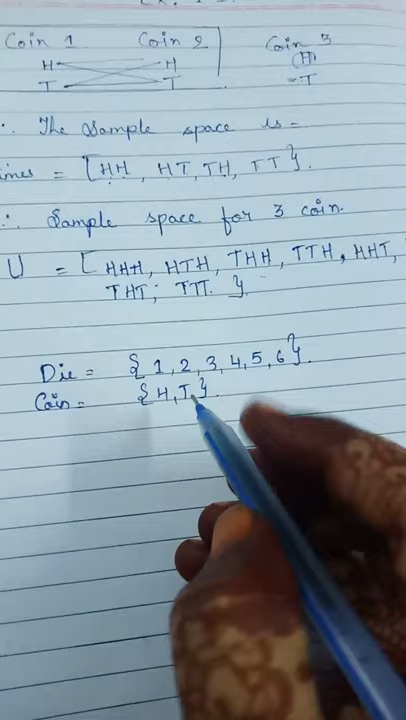 Coin 1 Coin 2 Coin 3
H H (H)
T T -T
∴ The Sample space is -
imes = [HH, HT, TH, TT}.
∴ Sample space for 3 coin.
U = [HHH, HTH, THH, TTH, HHT,
THT; TTT. }
Die = {1, 2, 3, 4, 5, 6}.
Coin = {H, T}.